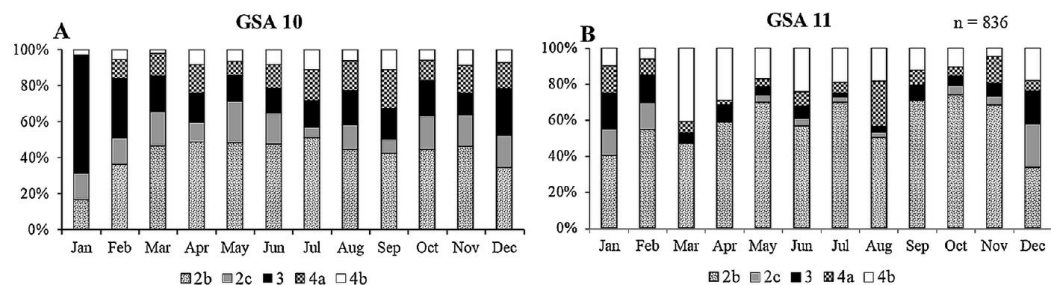 A GSA 10
100%
80%
60%
40%
20%
0%
Jan Feb Mar Apr May Jun Jul Aug Sep Oct Nov Dec
2b 2c 3 4a 4b
B GSA 11 n = 836
100%
80%
60%
40%
20%
0%
Jan Feb Mar Apr May Jun Jul Aug Sep Oct Nov Dec
2b 2c 3 4a 4b